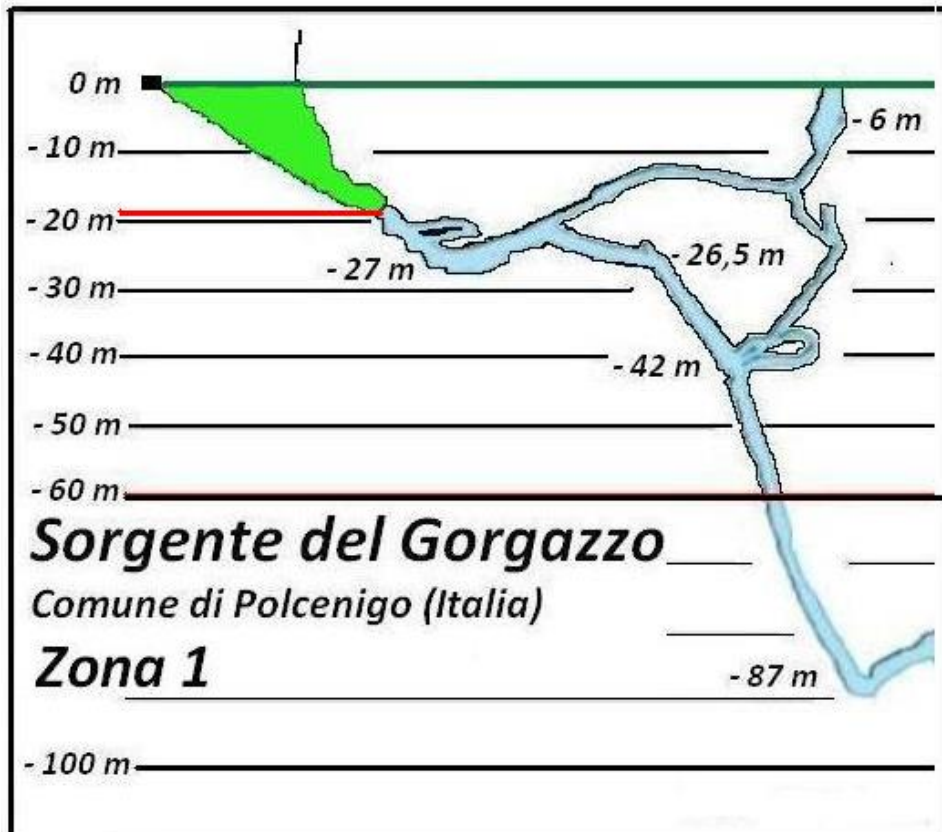 0 m
- 6 m
- 10 m
- 20 m
- 26,5 m
- 27 m
- 30 m
- 40 m
- 42 m
- 50 m
- 60 m
Sorgente del Gorgazzo
Comune di Polcenigo (Italia)
Zona 1
- 87 m
- 100 m